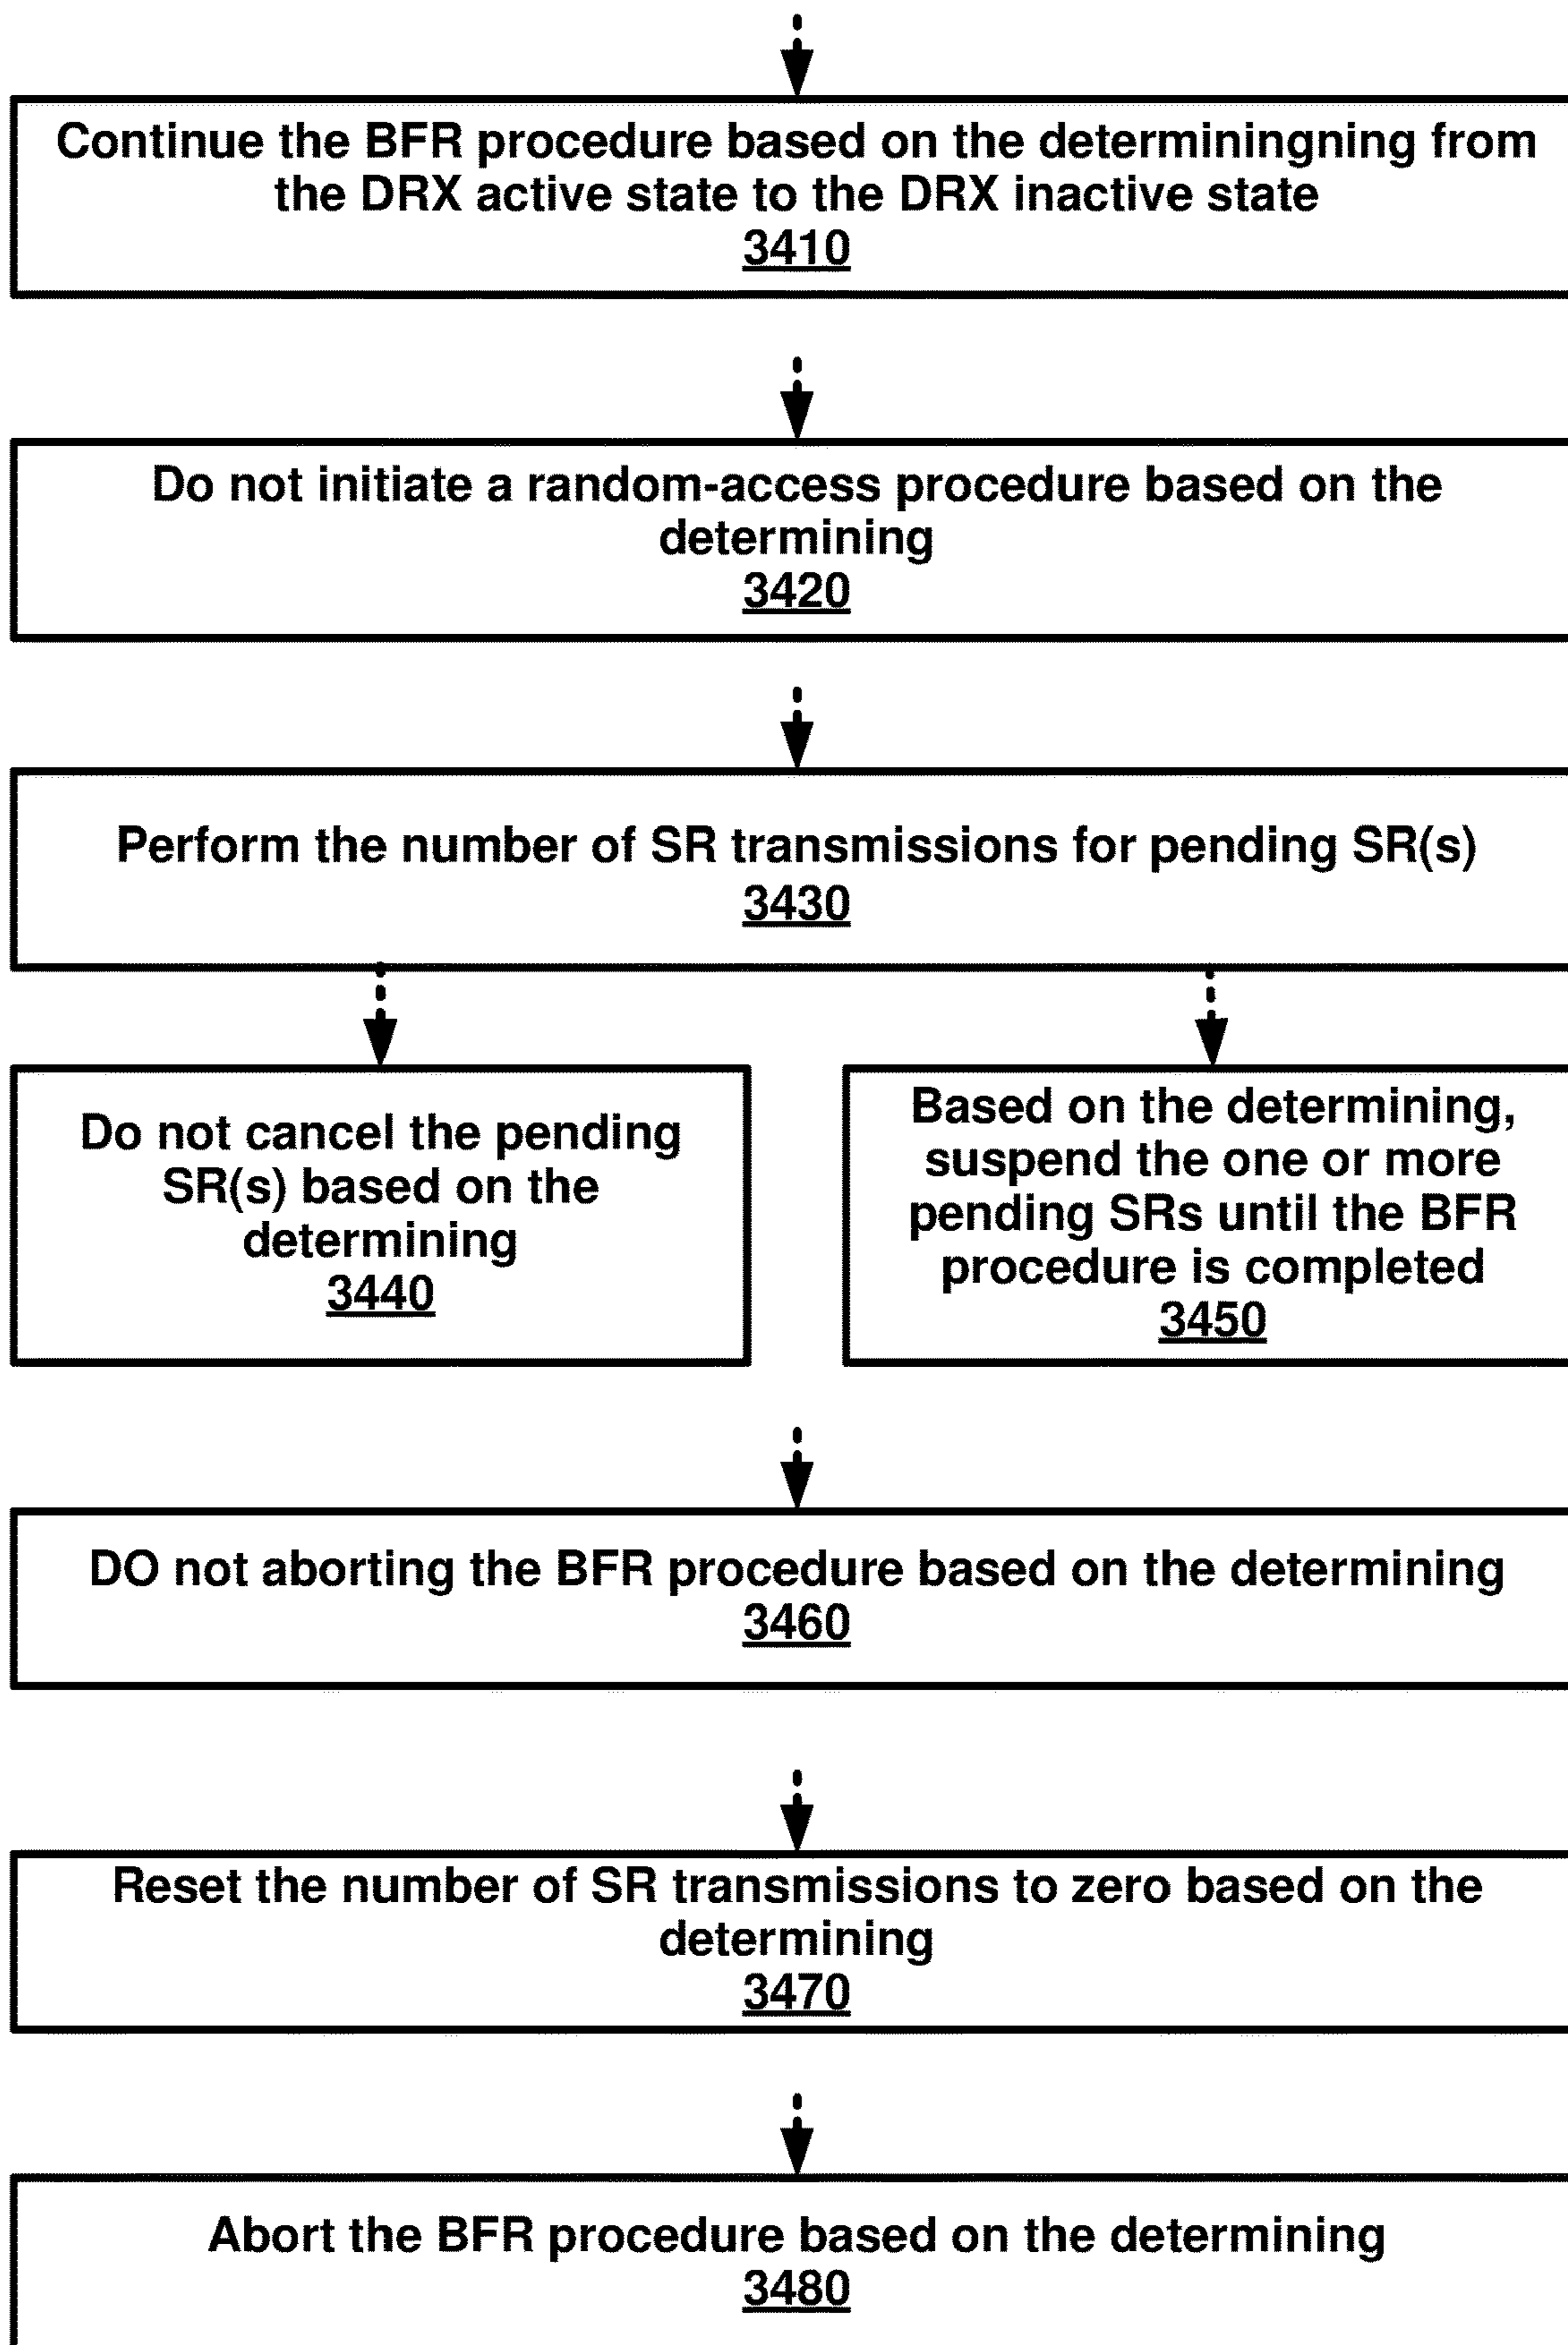 Continue the BFR procedure based on the determiningning from
the DRX active state to the DRX inactive state
3410
Do not initiate a random-access procedure based on the
determining
3420
Perform the number of SR transmissions for pending SR(s)
3430
Do not cancel the pending
SR(s) based on the
determining
3440
Based on the determining,
suspend the one or more
pending SRs until the BFR
procedure is completed
3450
DO not aborting the BFR procedure based on the determining
3460
Reset the number of SR transmissions to zero based on the
determining
3470
Abort the BFR procedure based on the determining
3480